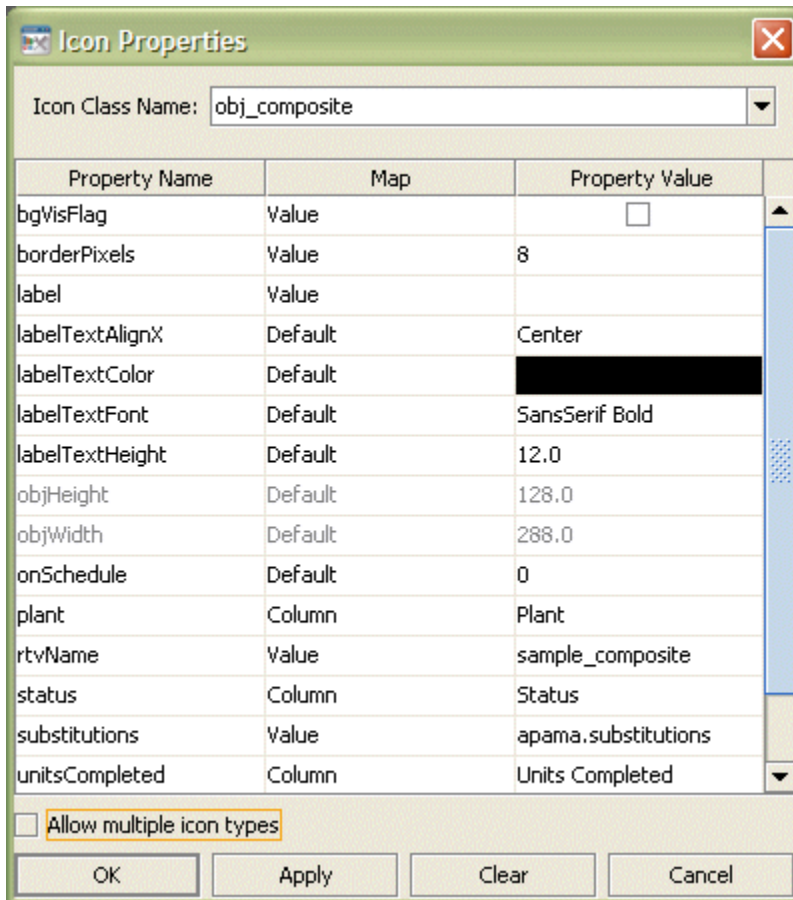 Icon Properties
Icon Class Name: obj_composite
Property Name Map Property Value
bgVisFlag Value
borderPixels Value 8
label Value
labelTextAlignX Default Center
labelTextColor Default
labelTextFont Default SansSerif Bold
labelTextHeight Default 12.0
objHeight Default 128.0
objWidth Default 288.0
onSchedule Default 0
plant Column Plant
rtvName Value sample_composite
status Column Status
substitutions Value apama.substitutions
unitsCompleted Column Units Completed
Allow multiple icon types
OK Apply Clear Cancel